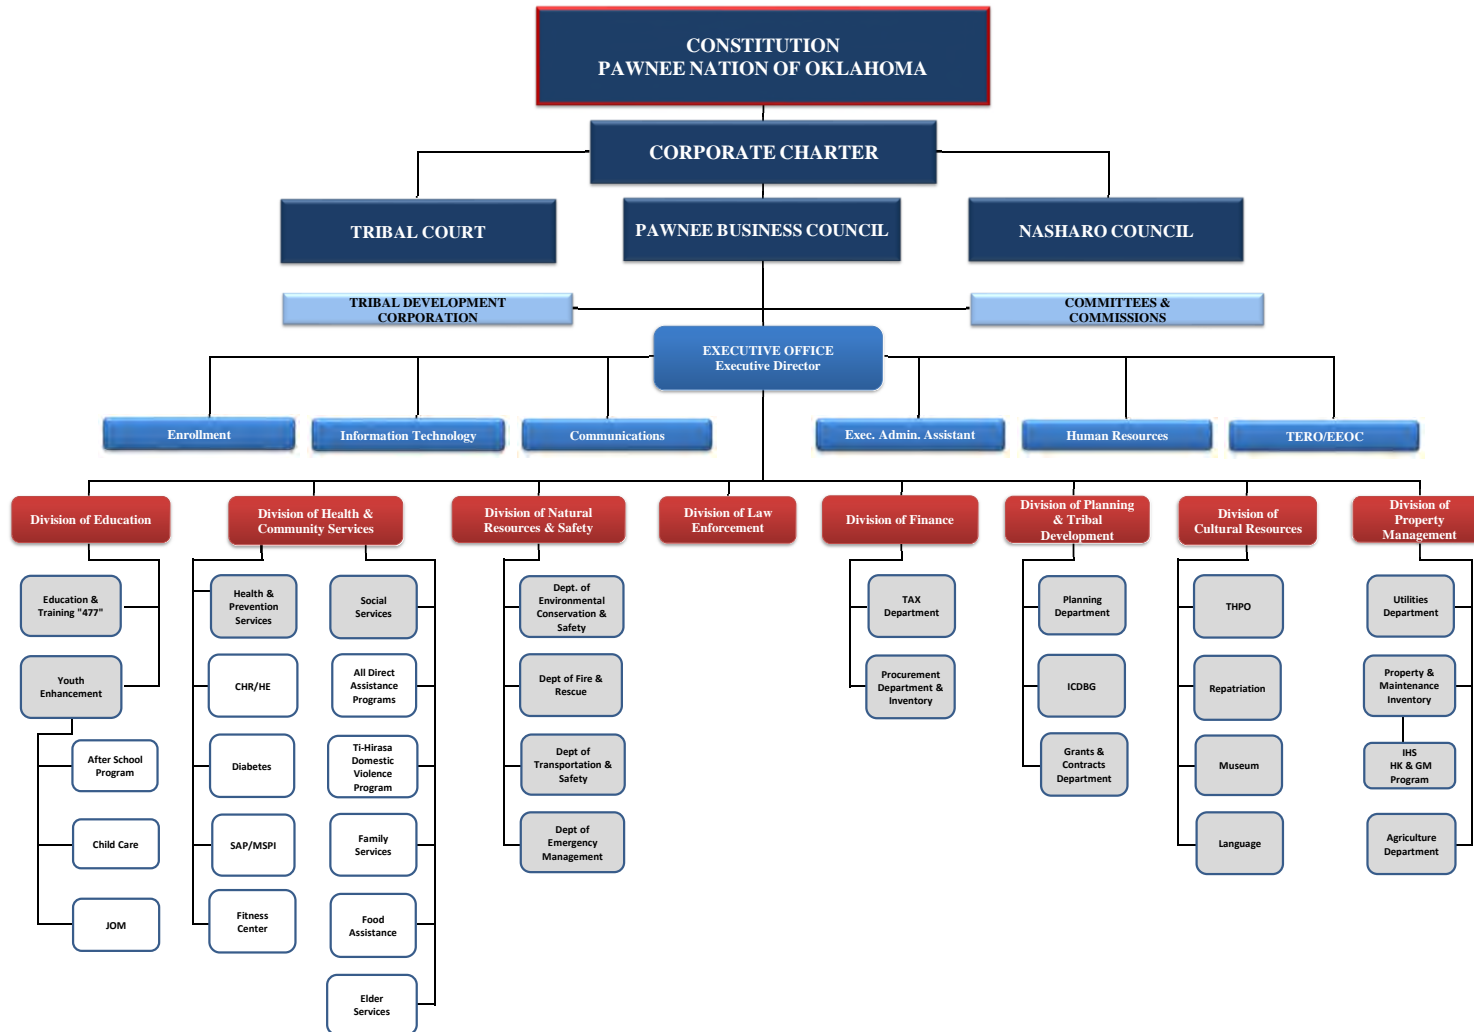 CONSTITUTION
PAWNEE NATION OF OKLAHOMA
CORPORATE CHARTER
TRIBAL COURT
PAWNEE BUSINESS COUNCIL
NASHARO COUNCIL
TRIBAL DEVELOPMENT
CORPORATION
COMMITTEES &
COMMISSIONS
EXECUTIVE OFFICE
Executive Director
Enrollment
Information Technology
Communications
Exec. Admin. Assistant
Human Resources
TERO/EEOC
Division of Education
Division of Health &
Community Services
Division of Natural
Resources & Safety
Division of Law
Enforcement
Division of Finance
Division of Planning
& Tribal
Development
Division of
Cultural Resources
Division of
Property
Management
Education &
Training "477"
Youth
Enhancement
After School
Program
Child Care
JOM
Health &
Prevention
Services
CHR/HE
Diabetes
SAP/MSPI
Fitness
Center
Social
Services
All Direct
Assistance
Programs
Ti-Hirasa
Domestic
Violence
Program
Family
Services
Food
Assistance
Elder
Services
Dept. of
Environmental
Conservation &
Safety
Dept of Fire &
Rescue
Dept of
Transportation &
Safety
Dept of
Emergency
Management
TAX
Department
Procurement
Department &
Inventory
Planning
Department
ICDBG
Grants &
Contracts
Department
THPO
Repatriation
Museum
Language
Utilities
Department
Property &
Maintenance
Inventory
IHS
HK & GM
Program
Agriculture
Department